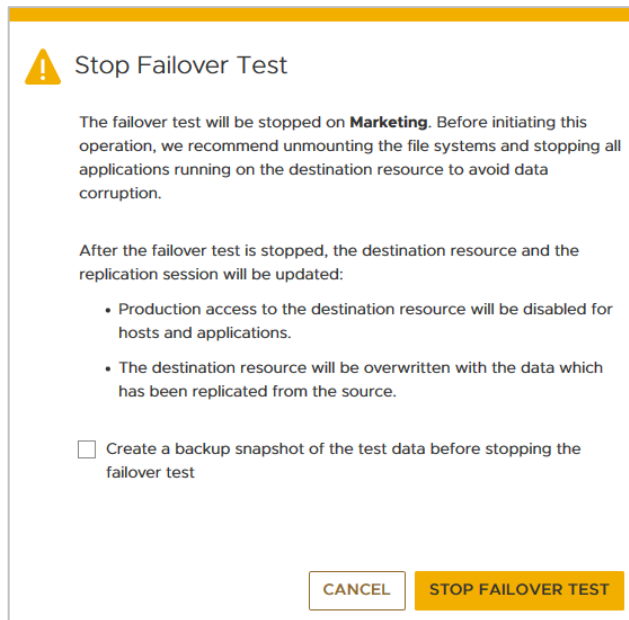 Stop Failover Test
The failover test will be stopped on Marketing. Before initiating this
operation, we recommend unmounting the file systems and stopping all
applications running on the destination resource to avoid data
corruption.
After the failover test is stopped, the destination resource and the
replication session will be updated:
• Production access to the destination resource will be disabled for
hosts and applications.
• The destination resource will be overwritten with the data which
has been replicated from the source.
Create a backup snapshot of the test data before stopping the
failover test
CANCEL STOP FAILOVER TEST